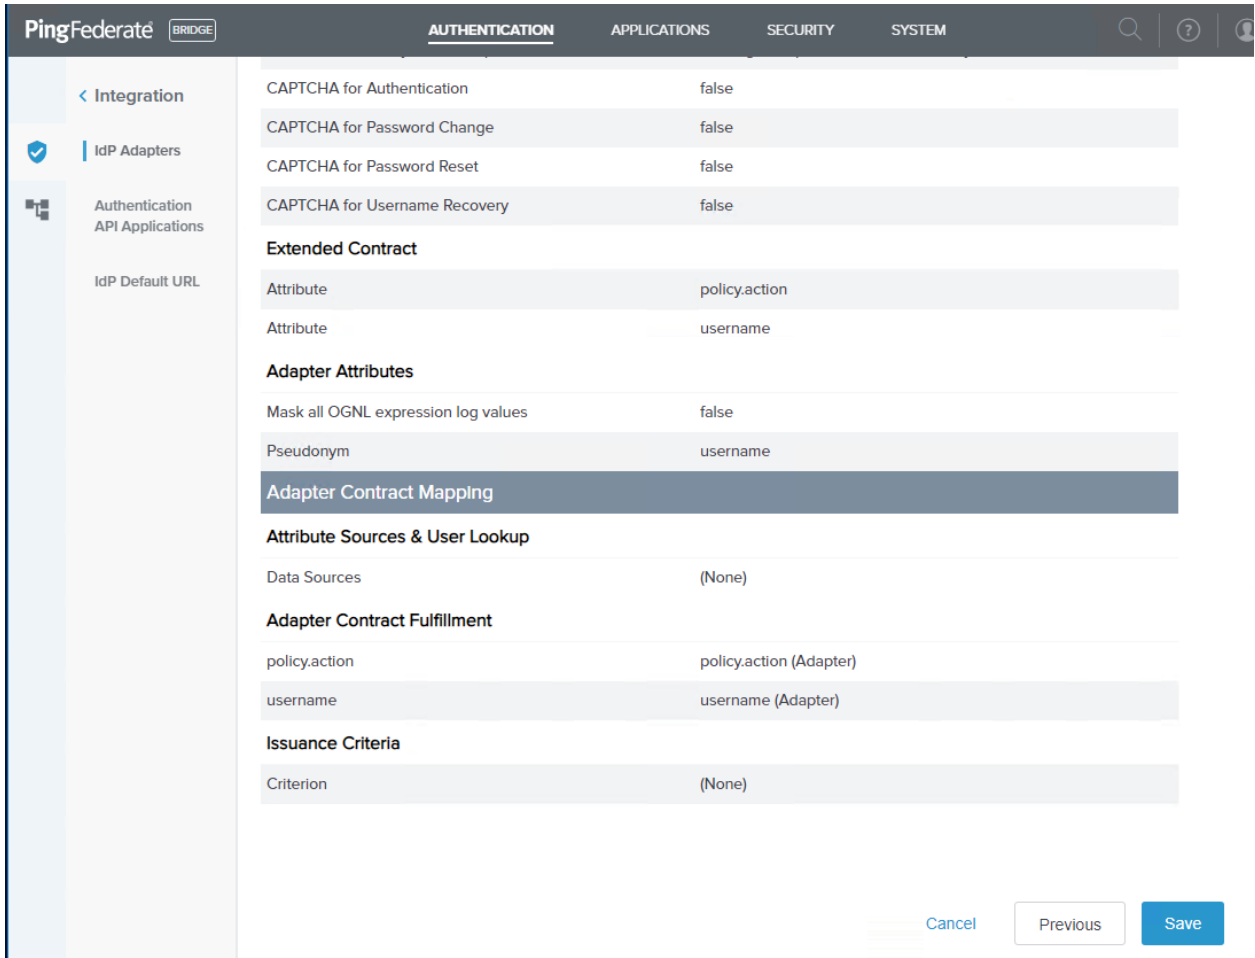 PingFederate BRIDGE AUTHENTICATION APPLICATIONS SECURITY SYSTEM ?
Integration
IdP Adapters
Authentication
API Applications
IdP Default URL
CAPTCHA for Authentication false
CAPTCHA for Password Change false
CAPTCHA for Password Reset false
CAPTCHA for Username Recovery false
Extended Contract
Attribute policy.action
Attribute username
Adapter Attributes
Mask all OGNL expression log values false
Pseudonym username
Adapter Contract Mapping
Attribute Sources & User Lookup
Data Sources (None)
Adapter Contract Fulfillment
policy.action policy.action (Adapter)
username username (Adapter)
Issuance Criteria
Criterion (None)
Cancel Previous Save